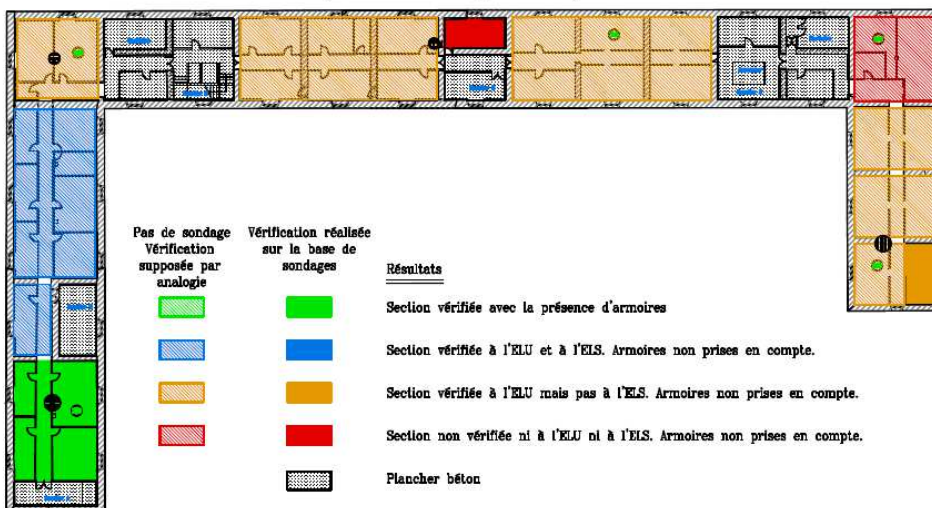 Pas de sondage
Vérification
supposée par
analogie
Vérification réalisée
sur la base de
sondages
Résultats
Section vérifiée avec la présence d'armoires
Section vérifiée à l'ELU et à l'ELS. Armoires non prises en compte.
Section vérifiée à l'ELU mais pas à l'ELS. Armoires non prises en compte.
Section non vérifiée ni à l'ELU ni à l'ELS. Armoires non prises en compte.
Plancher béton